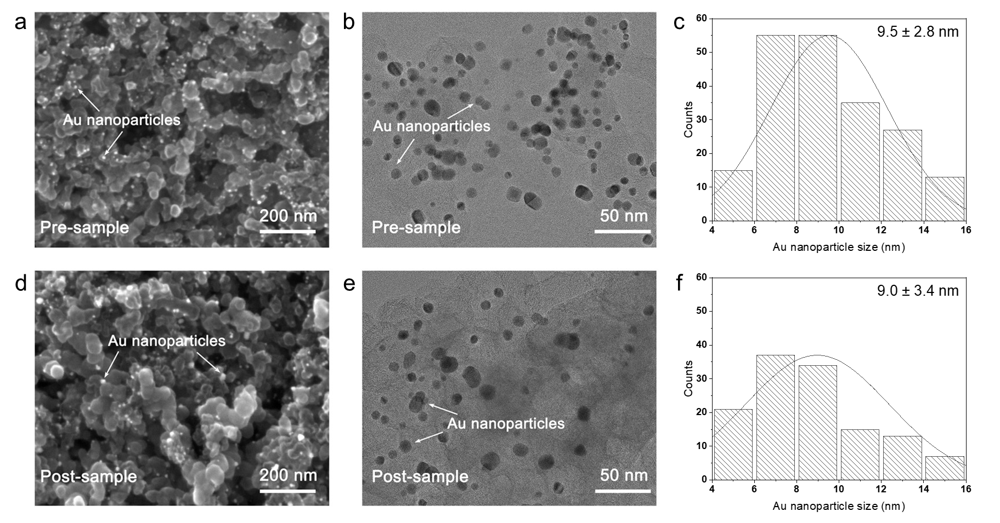 a
Au nanoparticles
Pre-sample
200 nm
b
Au nanoparticles
Pre-sample
50 nm
c
9.5 ± 2.8 nm
Counts
60
50
40
30
20
10
0
4 6 8 10 12 14 16
Au nanoparticle size (nm)
d
Au nanoparticles
Post-sample
200 nm
e
Au nanoparticles
Post-sample
50 nm
f
9.0 ± 3.4 nm
Counts
60
50
40
30
20
10
0
4 6 8 10 12 14 16
Au nanoparticle size (nm)